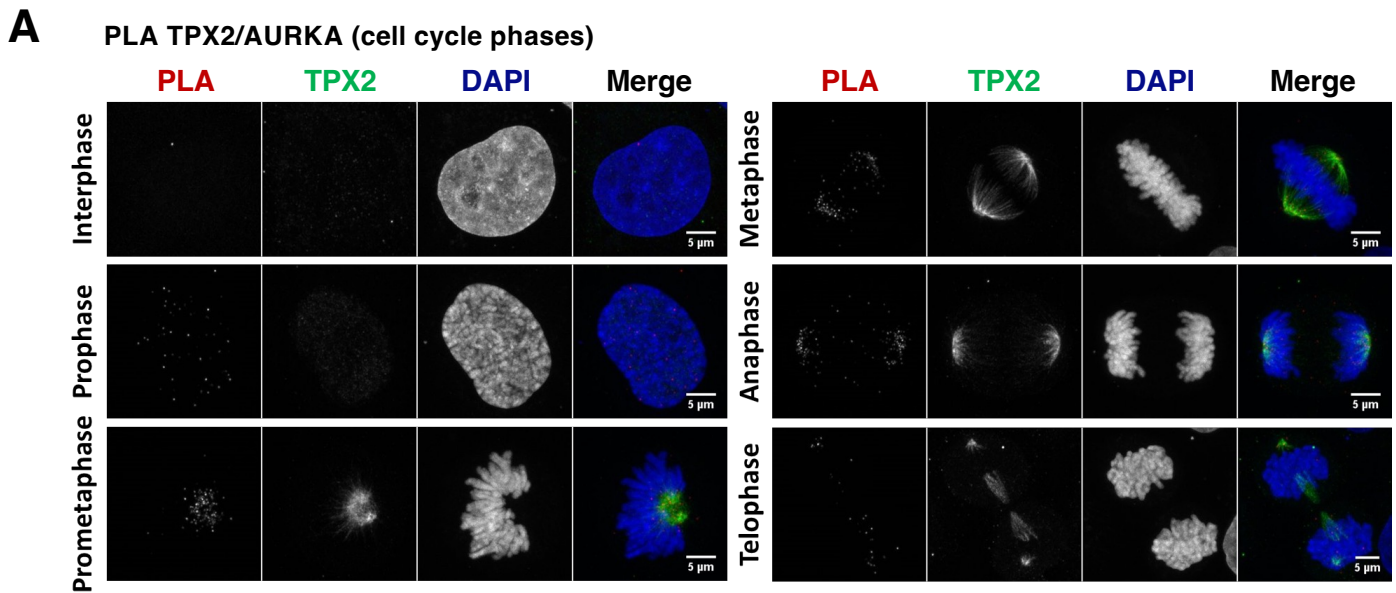 A
PLA TPX2/AURKA (cell cycle phases)
PLA TPX2 DAPI Merge
PLA TPX2 DAPI Merge
Interphase
5 µm
Metaphase
5 µm
Prophase
5 µm
Anaphase
5 µm
Prometaphase
5 µm
Telophase
5 µm